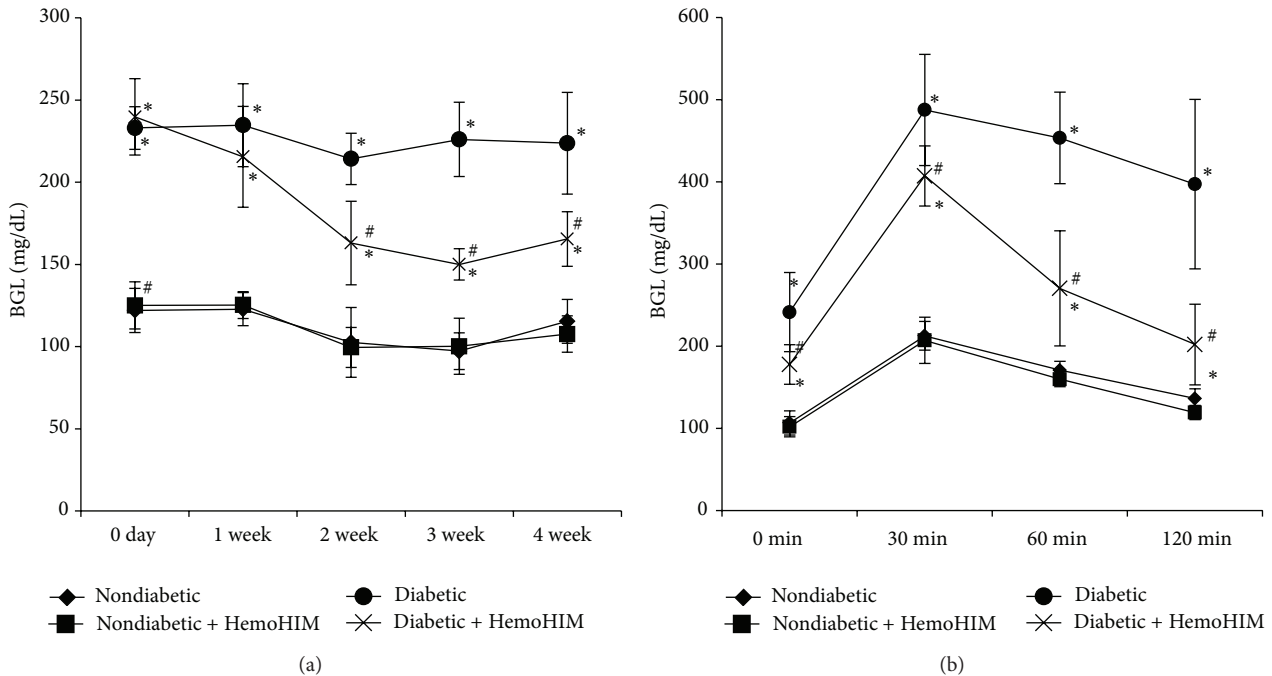 300
250
200
150
100
50
0
BGL (mg/dL)
* * * * *
* *
# # #
* * *
#
0 day 1 week 2 week 3 week 4 week
Nondiabetic Diabetic
Nondiabetic + HemoHIM Diabetic + HemoHIM
(a)
600
500
400
300
200
100
0
BGL (mg/dL)
* * * *
# # # #
* * * *
0 min 30 min 60 min 120 min
Nondiabetic Diabetic
Nondiabetic + HemoHIM Diabetic + HemoHIM
(b)